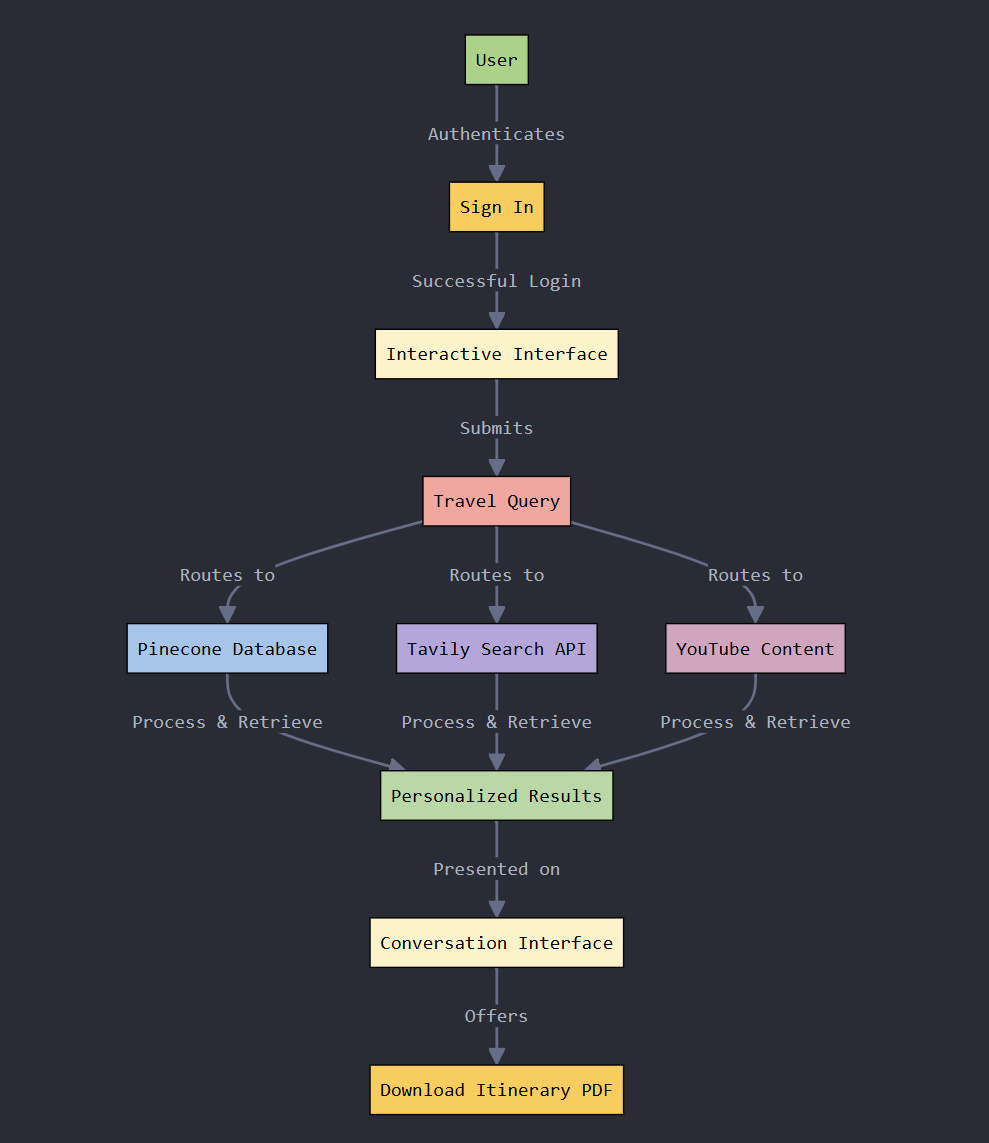 User
Authenticates
Sign In
Successful Login
Interactive Interface
Submits
Travel Query
Routes to
Routes to
Routes to
Pinecone Database
Tavily Search API
YouTube Content
Process & Retrieve
Process & Retrieve
Process & Retrieve
Personalized Results
Presented on
Conversation Interface
Offers
Download Itinerary PDF